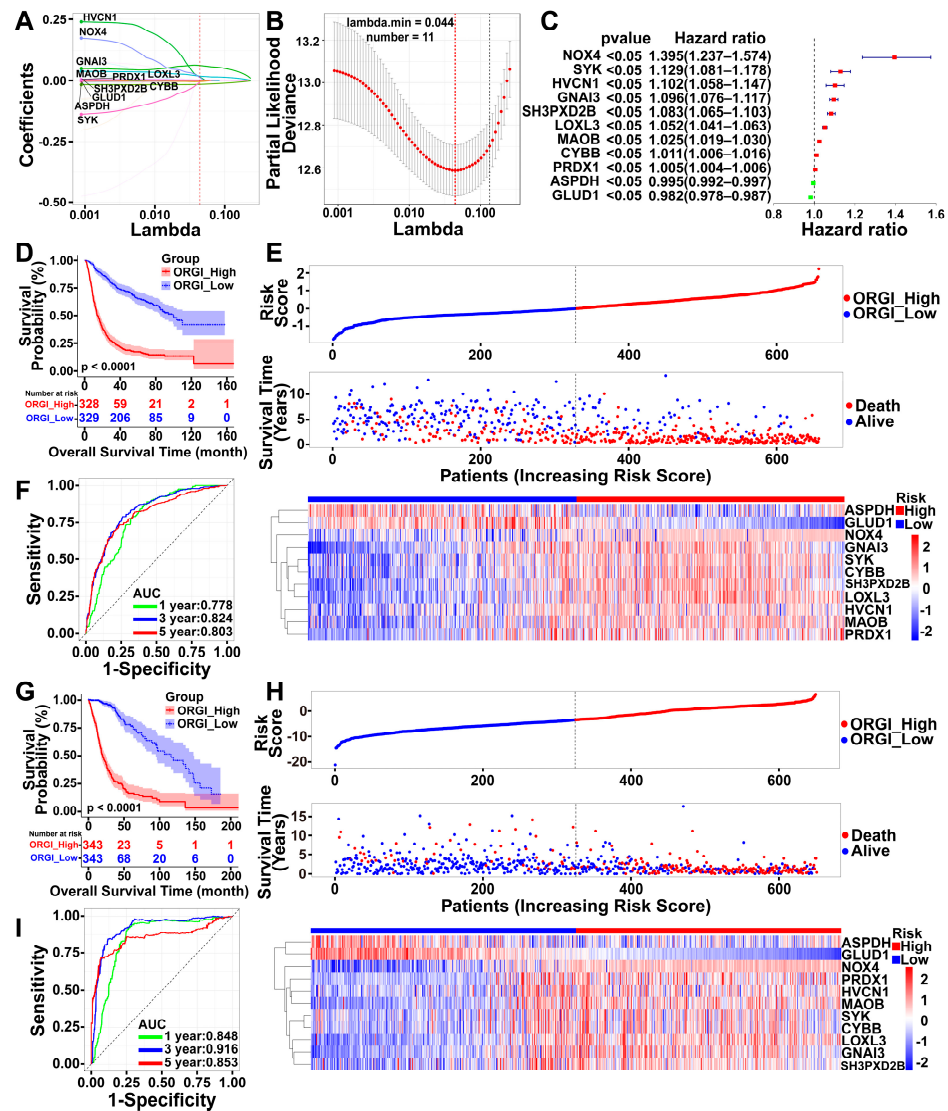 A
0.25
0.00
-0.25
-0.50
Coefficients
HVCN1
NOX4
GNAI3
MAOB
PRDX1
LOXL3
SH3PXD2B
CYBB
GLUD1
ASPDH
SYK
0.001
0.010
0.100
Lambda
B
lambda.min = 0.044
number = 11
Partial Likelihood
Deviance
13.2
12.9
12.6
0.001
0.010
0.100
Lambda
C
pvalue Hazard ratio
NOX4 <0.05 1.395(1.237–1.574)
SYK <0.05 1.129(1.081–1.178)
HVCN1 <0.05 1.102(1.058–1.147)
GNAI3 <0.05 1.096(1.076–1.117)
SH3PXD2B <0.05 1.083(1.065–1.103)
LOXL3 <0.05 1.052(1.041–1.063)
MAOB <0.05 1.025(1.019–1.030)
CYBB <0.05 1.011(1.006–1.016)
PRDX1 <0.05 1.005(1.004–1.006)
ASPDH <0.05 0.995(0.992–0.997)
GLUD1 <0.05 0.982(0.978–0.987)
0.8 1.0 1.2 1.4 1.6
Hazard ratio
D
Survival
Probability (%)
1.00
0.75
0.50
0.25
0.00
Group
ORGI_High
ORGI_Low
p < 0.0001
0 40 80 120 160
Number at risk
ORGI_High 328 59 21 2 1
ORGI_Low 329 206 85 9 0
0 40 80 120 160
Overall Survival Time (month)
E
Risk
Score
2
1
0
-1
0 200 400 600
ORGI_High
ORGI_Low
Survival Time
(Years)
10
5
0
0 200 400 600
Death
Alive
Patients (Increasing Risk Score)
Risk
High
Low
ASPDH
GLUD1
NOX4
GNAI3
SYK
CYBB
SH3PXD2B
LOXL3
HVCN1
MAOB
PRDX1
2
1
0
-1
-2
F
Sensitivity
1.00
0.75
0.50
0.25
0.00
AUC
1 year:0.778
3 year:0.824
5 year:0.803
0.00 0.25 0.50 0.75 1.00
1-Specificity
G
Survival
Probability (%)
1.00
0.75
0.50
0.25
0.00
Group
ORGI_High
ORGI_Low
p < 0.0001
0 50 100 150 200
Number at risk
ORGI_High 343 23 5 1 1
ORGI_Low 343 68 20 6 0
0 50 100 150 200
Overall Survival Time (month)
H
Risk
Score
0
-10
-20
0 200 400 600
ORGI_High
ORGI_Low
Survival Time
(Years)
15
10
5
0
0 200 400 600
Death
Alive
Patients (Increasing Risk Score)
Risk
High
Low
ASPDH
GLUD1
NOX4
PRDX1
HVCN1
MAOB
SYK
CYBB
LOXL3
GNAI3
SH3PXD2B
2
1
0
-1
-2
I
Sensitivity
1.00
0.75
0.50
0.25
0.00
AUC
1 year:0.848
3 year:0.916
5 year:0.853
0.00 0.25 0.50 0.75 1.00
1-Specificity